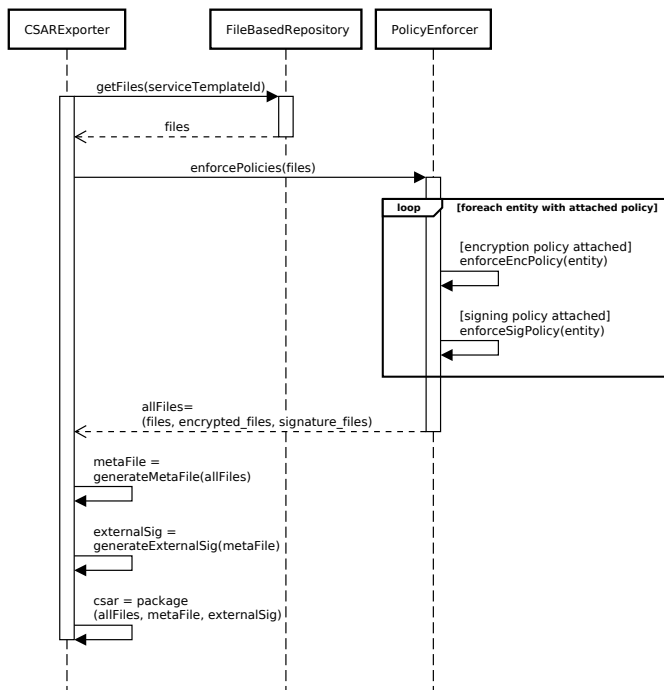 CSARExporter
FileBasedRepository
PolicyEnforcer
getFiles(serviceTemplateId)
files
enforcePolicies(files)
loop
[foreach entity with attached policy]
[encryption policy attached]
enforceEncPolicy(entity)
[signing policy attached]
enforceSigPolicy(entity)
allFiles=
(files, encrypted_files, signature_files)
metaFile =
generateMetaFile(allFiles)
externalSig =
generateExternalSig(metaFile)
csar = package
(allFiles, metaFile, externalSig)